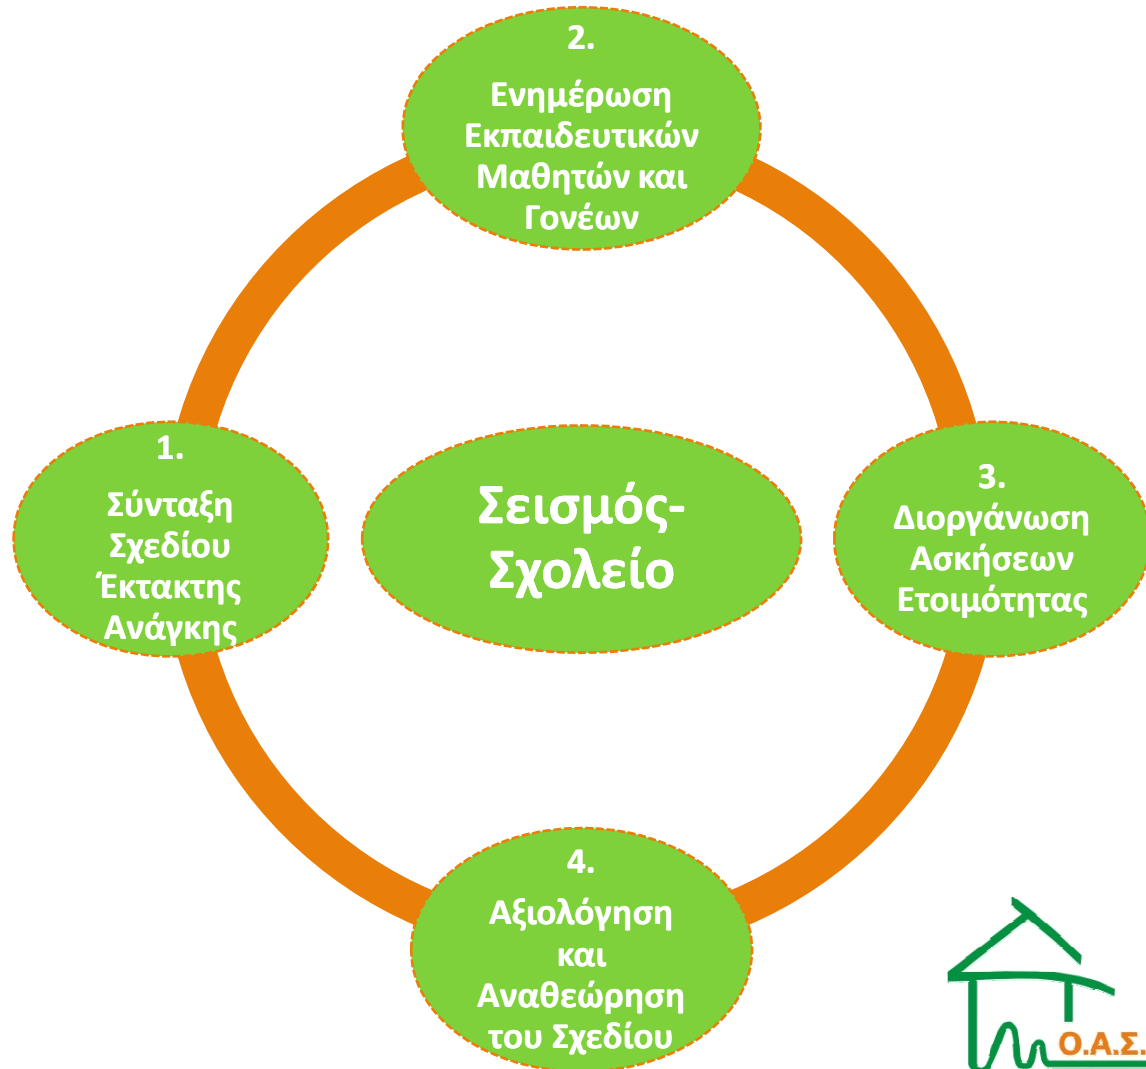 2.
Ενημέρωση
Εκπαιδευτικών
Μαθητών και
Γονέων
1.
Σύνταξη
Σχεδίου
Έκτακτης
Ανάγκης
Σεισμός-
Σχολείο
3.
Διοργάνωση
Ασκήσεων
Ετοιμότητας
4.
Αξιολόγηση
και
Αναθεώρηση
του Σχεδίου
Ο.Α.Σ.